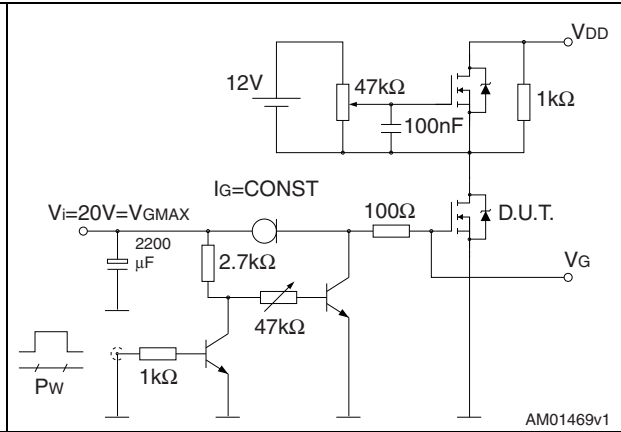 VDD
12V
47kΩ
1kΩ
100nF
IG=CONST
Vi=20V=VGMAX
100Ω
D.U.T.
2200
μF
2.7kΩ
VG
47kΩ
1kΩ
PW
AM01469v1